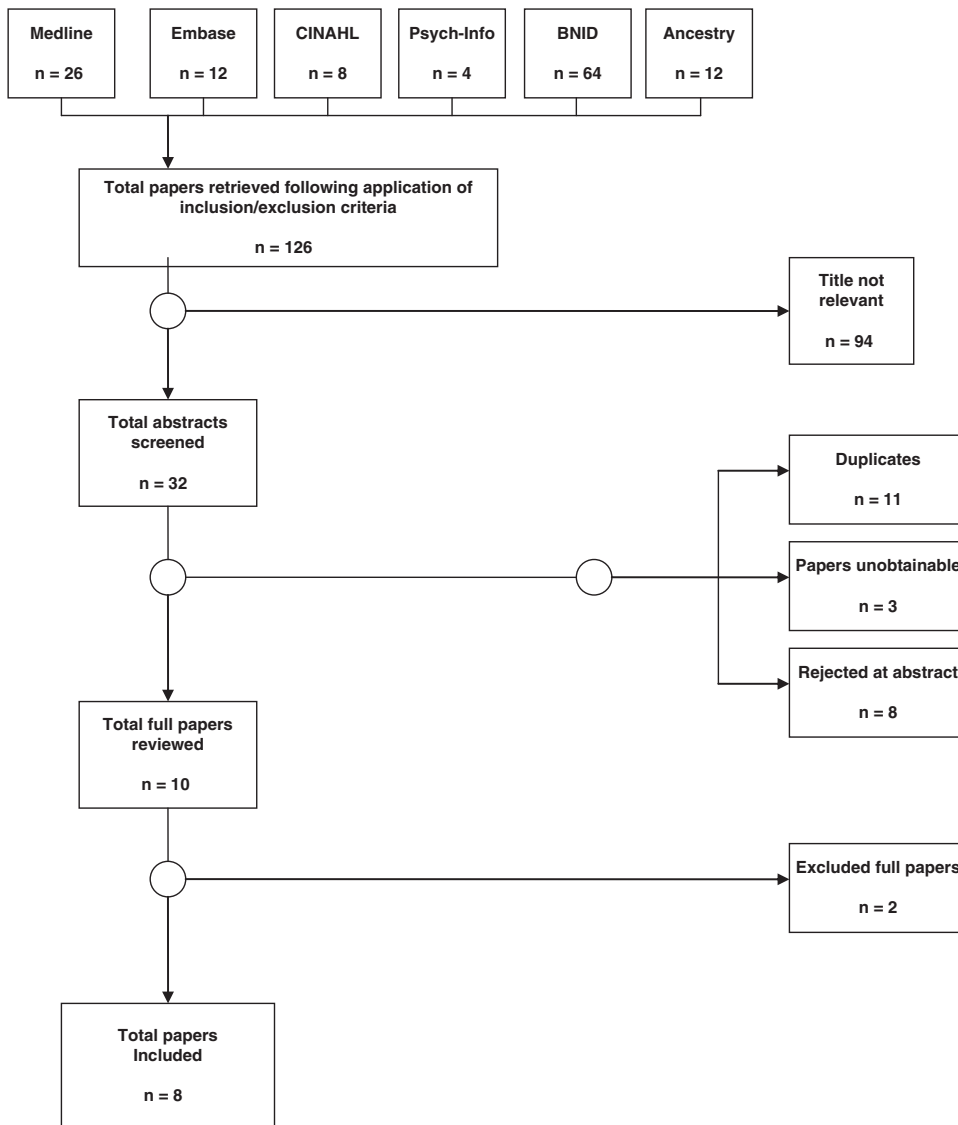 Medline
n = 26
Embase
n = 12
CINAHL
n = 8
Psych-Info
n = 4
BNID
n = 64
Ancestry
n = 12
Total papers retrieved following application of
inclusion/exclusion criteria
n = 126
Title not
relevant
n = 94
Total abstracts
screened
n = 32
Duplicates
n = 11
Papers unobtainable
n = 3
Rejected at abstract
n = 8
Total full papers
reviewed
n = 10
Excluded full papers
n = 2
Total papers
Included
n = 8